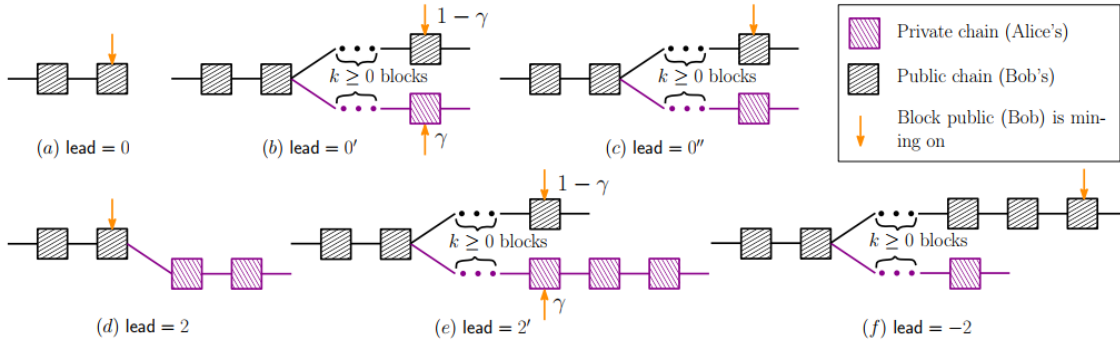 1 − γ
k ≥ 0 blocks
γ
(a) lead = 0
(b) lead = 0′
k ≥ 0 blocks
(c) lead = 0″
Private chain (Alice's)
Public chain (Bob's)
Block public (Bob) is min-
ing on
(d) lead = 2
1 − γ
k ≥ 0 blocks
γ
(e) lead = 2′
k ≥ 0 blocks
(f) lead = −2